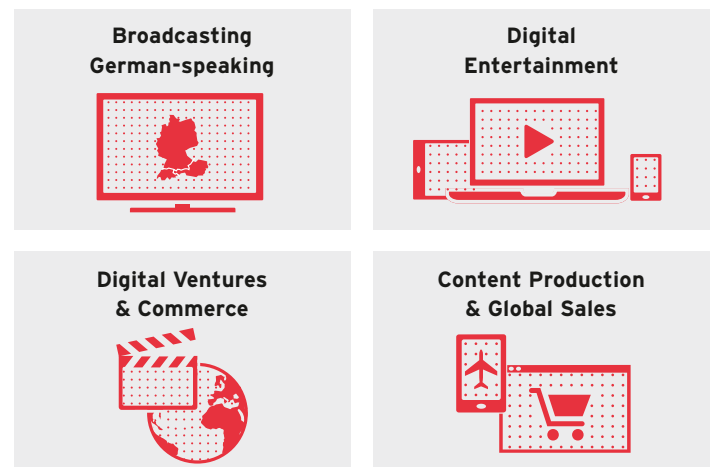 Broadcasting
German-speaking
Digital
Entertainment
Digital Ventures
& Commerce
Content Production
& Global Sales